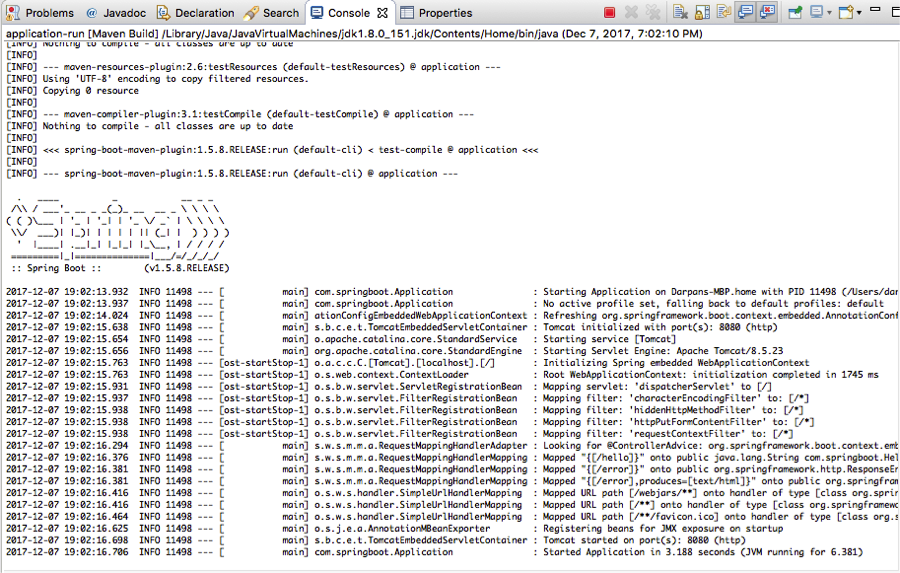 Problems @ Javadoc Declaration Search Console Properties
application-run [Maven Build] /Library/Java/JavaVirtualMachines/jdk1.8.0_151.jdk/Contents/Home/bin/java (Dec 7, 2017, 7:02:10 PM)
[INFO] Nothing to compile - all classes are up to date
[INFO]
[INFO] --- maven-resources-plugin:2.6:testResources (default-testResources) @ application ---
[INFO] Using 'UTF-8' encoding to copy filtered resources.
[INFO] Copying 0 resource
[INFO]
[INFO] --- maven-compiler-plugin:3.1:testCompile (default-testCompile) @ application ---
[INFO] Nothing to compile - all classes are up to date
[INFO]
[INFO] <<< spring-boot-maven-plugin:1.5.8.RELEASE:run (default-cli) < test-compile @ application <<<
[INFO]
[INFO] --- spring-boot-maven-plugin:1.5.8.RELEASE:run (default-cli) @ application ---
  .   ____          _            __ _ _
 /\\ / ___'_ __ _ _(_)_ __  __ _ \ \ \ \
( ( )\___ | '_ | '_| | '_ \/ _` | \ \ \ \
 \\/  ___)| |_)| | | | | || (_| |  ) ) ) )
  '  |____| .__|_| |_|_| |_\__, | / / / /
 =========|_|==============|___/=/_/_/_/
 :: Spring Boot ::        (v1.5.8.RELEASE)
2017-12-07 19:02:13.932 INFO 11498 --- [ main] com.springboot.Application : Starting Application on Darpans-MBP.home with PID 11498 (/Users/dar
2017-12-07 19:02:13.937 INFO 11498 --- [ main] com.springboot.Application : No active profile set, falling back to default profiles: default
2017-12-07 19:02:14.024 INFO 11498 --- [ main] ationConfigEmbeddedWebApplicationContext : Refreshing org.springframework.boot.context.embedded.AnnotationConf
2017-12-07 19:02:15.638 INFO 11498 --- [ main] s.b.c.e.t.TomcatEmbeddedServletContainer : Tomcat initialized with port(s): 8080 (http)
2017-12-07 19:02:15.654 INFO 11498 --- [ main] o.apache.catalina.core.StandardService : Starting service [Tomcat]
2017-12-07 19:02:15.656 INFO 11498 --- [ main] org.apache.catalina.core.StandardEngine : Starting Servlet Engine: Apache Tomcat/8.5.23
2017-12-07 19:02:15.763 INFO 11498 --- [ost-startStop-1] o.a.c.c.C.[Tomcat].[localhost].[/] : Initializing Spring embedded WebApplicationContext
2017-12-07 19:02:15.763 INFO 11498 --- [ost-startStop-1] o.s.web.context.ContextLoader : Root WebApplicationContext: initialization completed in 1745 ms
2017-12-07 19:02:15.931 INFO 11498 --- [ost-startStop-1] o.s.b.w.servlet.ServletRegistrationBean : Mapping servlet: 'dispatcherServlet' to [/]
2017-12-07 19:02:15.937 INFO 11498 --- [ost-startStop-1] o.s.b.w.servlet.FilterRegistrationBean : Mapping filter: 'characterEncodingFilter' to: [/*]
2017-12-07 19:02:15.938 INFO 11498 --- [ost-startStop-1] o.s.b.w.servlet.FilterRegistrationBean : Mapping filter: 'hiddenHttpMethodFilter' to: [/*]
2017-12-07 19:02:15.938 INFO 11498 --- [ost-startStop-1] o.s.b.w.servlet.FilterRegistrationBean : Mapping filter: 'httpPutFormContentFilter' to: [/*]
2017-12-07 19:02:15.938 INFO 11498 --- [ost-startStop-1] o.s.b.w.servlet.FilterRegistrationBean : Mapping filter: 'requestContextFilter' to: [/*]
2017-12-07 19:02:16.294 INFO 11498 --- [ main] s.w.s.m.m.a.RequestMappingHandlerAdapter : Looking for @ControllerAdvice: org.springframework.boot.context.emb
2017-12-07 19:02:16.376 INFO 11498 --- [ main] s.w.s.m.m.a.RequestMappingHandlerMapping : Mapped "{[/hello]}" onto public java.lang.String com.springboot.Hel
2017-12-07 19:02:16.381 INFO 11498 --- [ main] s.w.s.m.m.a.RequestMappingHandlerMapping : Mapped "{[/error]}" onto public org.springframework.http.ResponseEn
2017-12-07 19:02:16.381 INFO 11498 --- [ main] s.w.s.m.m.a.RequestMappingHandlerMapping : Mapped "{[/error],produces=[text/html]}" onto public org.springfram
2017-12-07 19:02:16.416 INFO 11498 --- [ main] o.s.w.s.handler.SimpleUrlHandlerMapping : Mapped URL path [/webjars/**] onto handler of type [class org.sprin
2017-12-07 19:02:16.416 INFO 11498 --- [ main] o.s.w.s.handler.SimpleUrlHandlerMapping : Mapped URL path [/**] onto handler of type [class org.springframewo
2017-12-07 19:02:16.464 INFO 11498 --- [ main] o.s.w.s.handler.SimpleUrlHandlerMapping : Mapped URL path [/**/favicon.ico] onto handler of type [class org.s
2017-12-07 19:02:16.625 INFO 11498 --- [ main] o.s.j.e.a.AnnotationMBeanExporter : Registering beans for JMX exposure on startup
2017-12-07 19:02:16.698 INFO 11498 --- [ main] s.b.c.e.t.TomcatEmbeddedServletContainer : Tomcat started on port(s): 8080 (http)
2017-12-07 19:02:16.706 INFO 11498 --- [ main] com.springboot.Application : Started Application in 3.188 seconds (JVM running for 6.381)